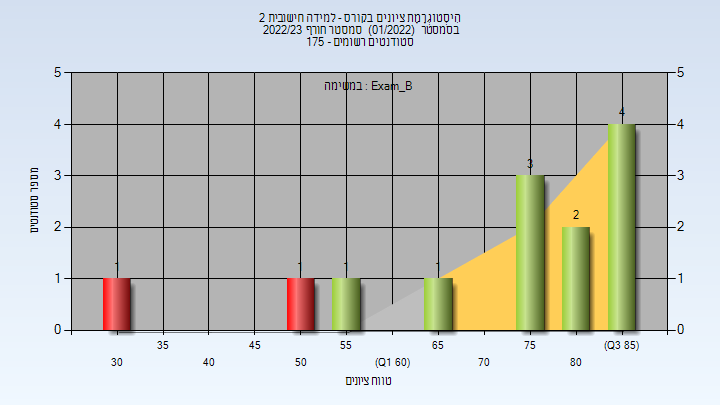 היסטוגרמת ציונים בקורס - למידה חישובית 2
בסמסטר (01/2022) סמסטר חורף 2022/23
סטודנטים רשומים - 175
במשימה : Exam_B
מספר סטודנטים
5 5
4 4
3 3
2 2
1 1
0 0
1 1 1 1 3 2 4
35 45 55 65 75 (Q3 85)
30 40 50 (Q1 60) 70 80
טווח ציונים